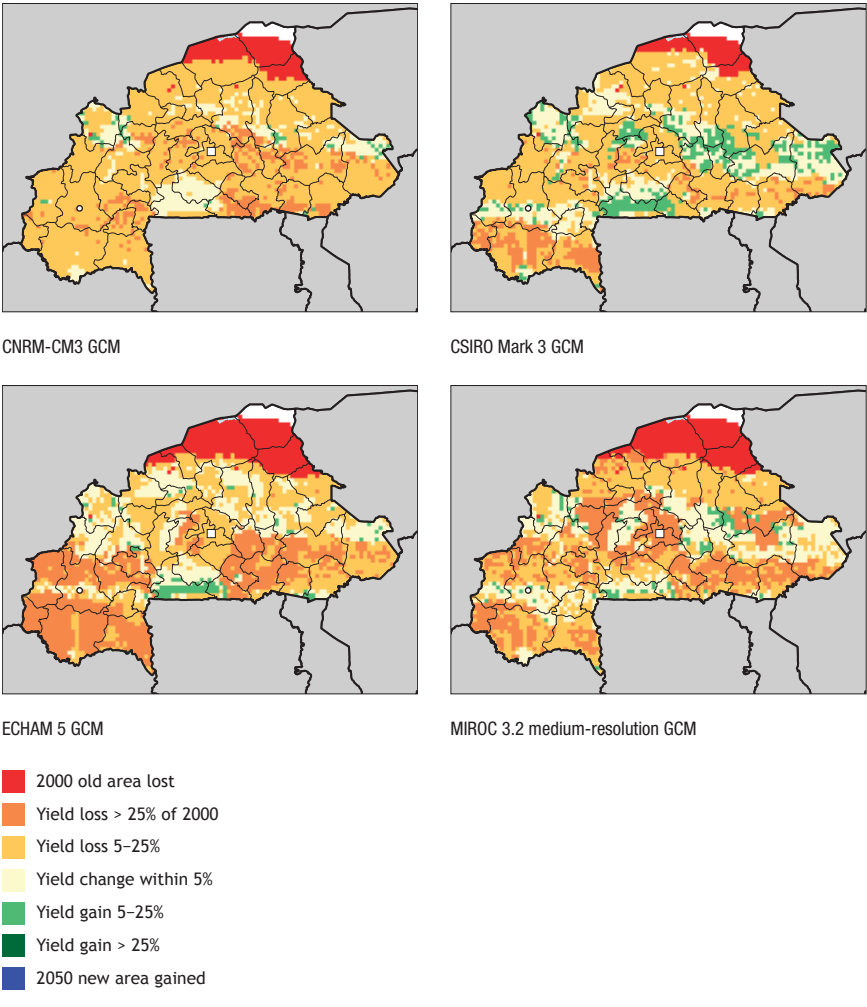 CNRM-CM3 GCM
CSIRO Mark 3 GCM
ECHAM 5 GCM
MIROC 3.2 medium-resolution GCM
2000 old area lost
Yield loss > 25% of 2000
Yield loss 5–25%
Yield change within 5%
Yield gain 5–25%
Yield gain > 25%
2050 new area gained